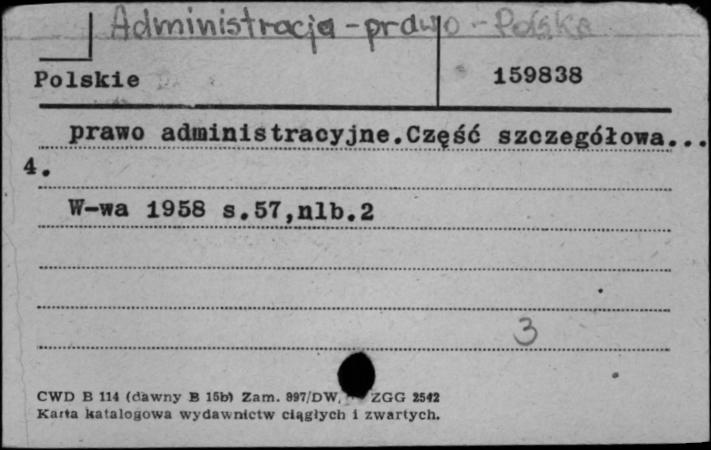 Administracja - prawo - Polska
Polskie 159838
prawo administracyjne.Część szczegółowa...
4.
W-wa 1958 s.57,nlb.2
3
CWD B 114 (dawny B 15b) Zam. 897/DW, ZGG 2542
Karta katalogowa wydawnictw ciągłych i zwartych.